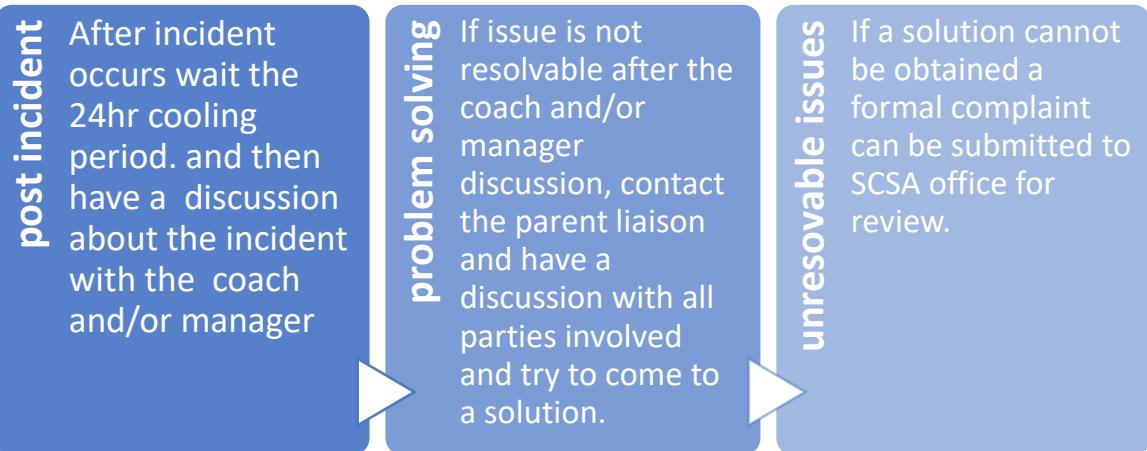 post incident
After incident
occurs wait the
24hr cooling
period. and then
have a discussion
about the incident
with the coach
and/or manager
problem solving
If issue is not
resolvable after the
coach and/or
manager
discussion, contact
the parent liaison
and have a
discussion with all
parties involved
and try to come to
a solution.
unresovable issues
If a solution cannot
be obtained a
formal complaint
can be submitted to
SCSA office for
review.